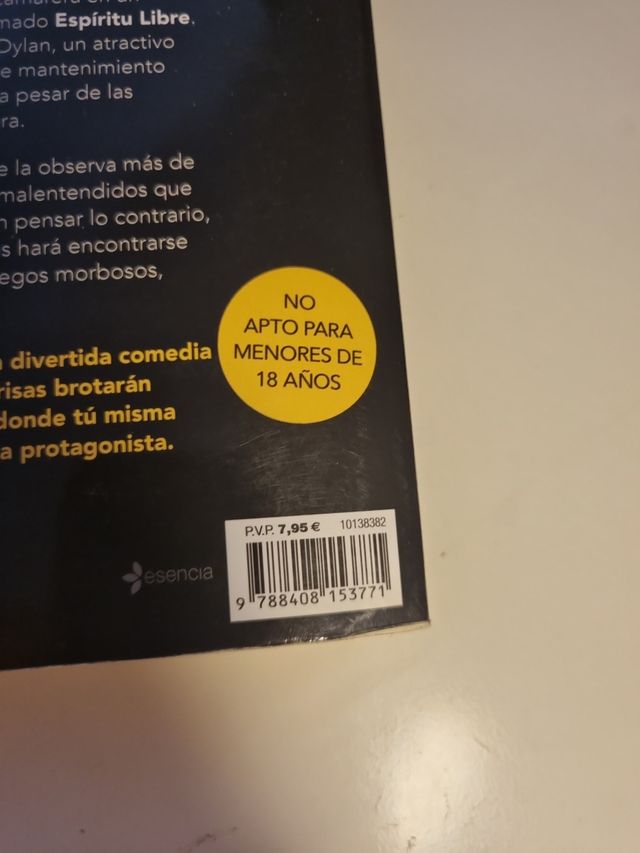 mado Espíritu Libre.
Dylan, un atractivo
e mantenimiento
a pesar de las
ra.
e la observa más de
malentendidos que
n pensar lo contrario,
s hará encontrarse
egos morbosos,
NO
APTO PARA
MENORES DE
18 AÑOS
divertida comedia
risas brotarán
donde tú misma
a protagonista.
P.V.P. 7,95 € 10138382
esencia
9 788408 153771